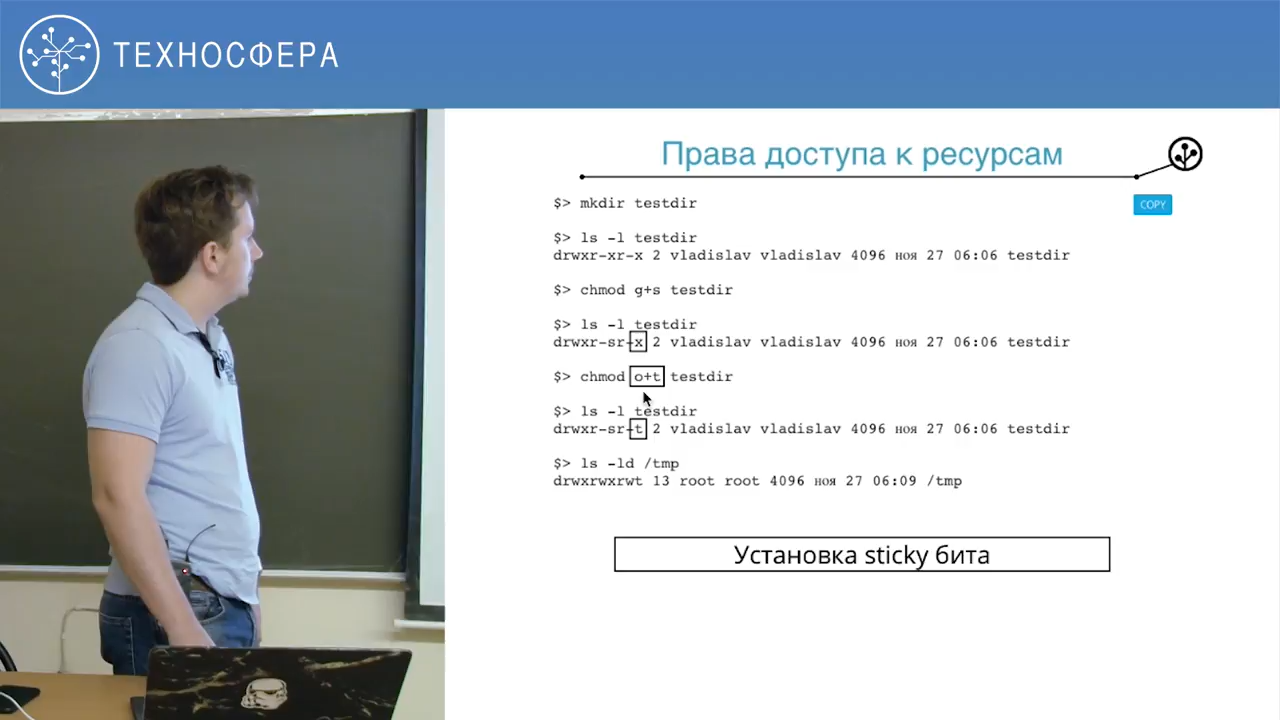 ТЕХНОСФЕРА
Права доступа к ресурсам
COPY
$> mkdir testdir
$> ls -l testdir
drwxr-xr-x 2 vladislav vladislav 4096 ноя 27 06:06 testdir
$> chmod g+s testdir
$> ls -l testdir
drwxr-sr-x 2 vladislav vladislav 4096 ноя 27 06:06 testdir
$> chmod o+t testdir
$> ls -l testdir
drwxr-sr-t 2 vladislav vladislav 4096 ноя 27 06:06 testdir
$> ls -ld /tmp
drwxrwxrwt 13 root root 4096 ноя 27 06:09 /tmp
Установка sticky бита